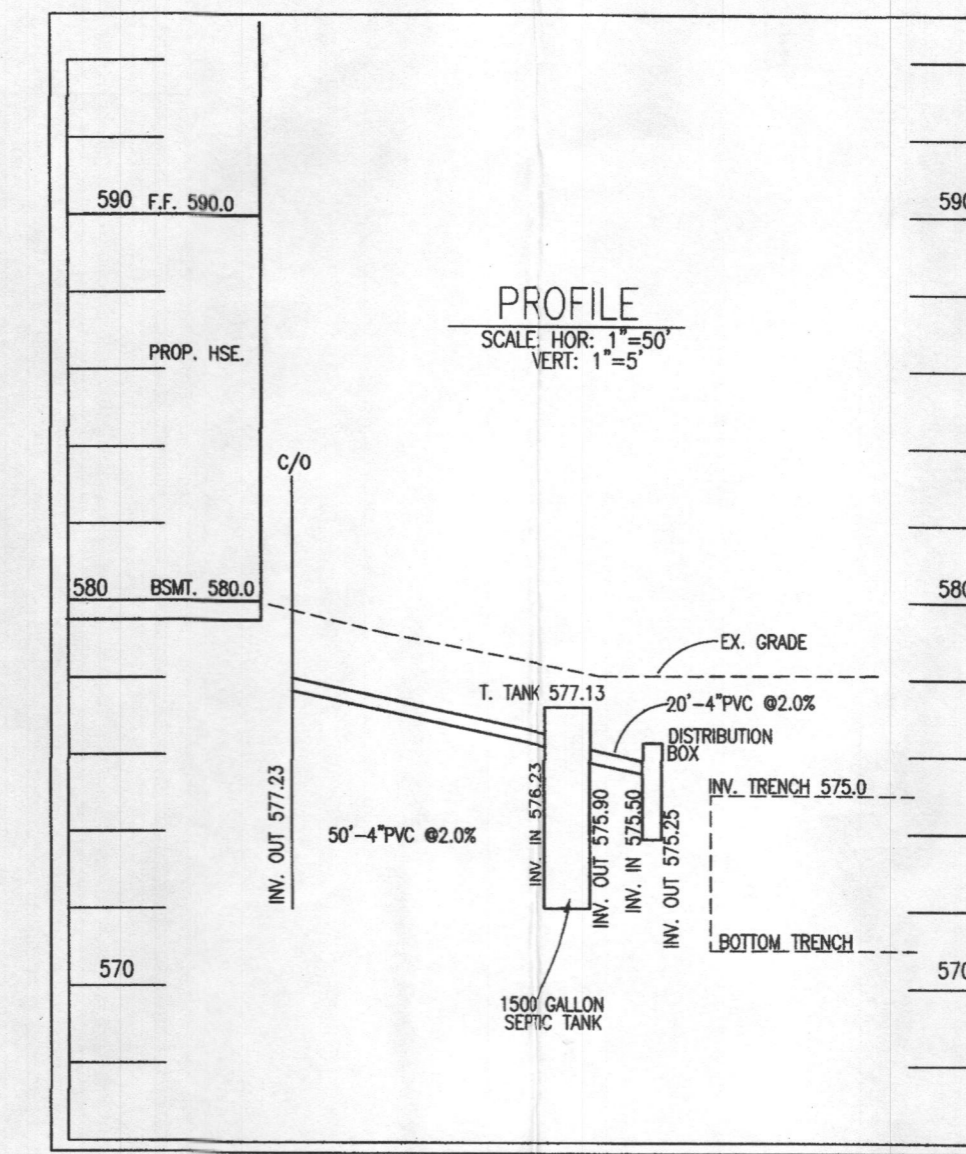 590 F.F. 590.0
590
PROFILE
SCALE: HOR: 1"=50'
VERT: 1"=5'
PROP. HSE.
C/O
580 BSMT. 580.0
580
EX. GRADE
T. TANK 577.13
20'-4"PVC @2.0%
DISTRIBUTION
BOX
INV. OUT 577.23
50'-4"PVC @2.0%
INV. IN 576.23
INV. OUT 575.90
INV. IN 575.50
INV. OUT 575.25
INV. TRENCH 575.0
BOTTOM TRENCH
570
570
1500 GALLON
SEPTIC TANK